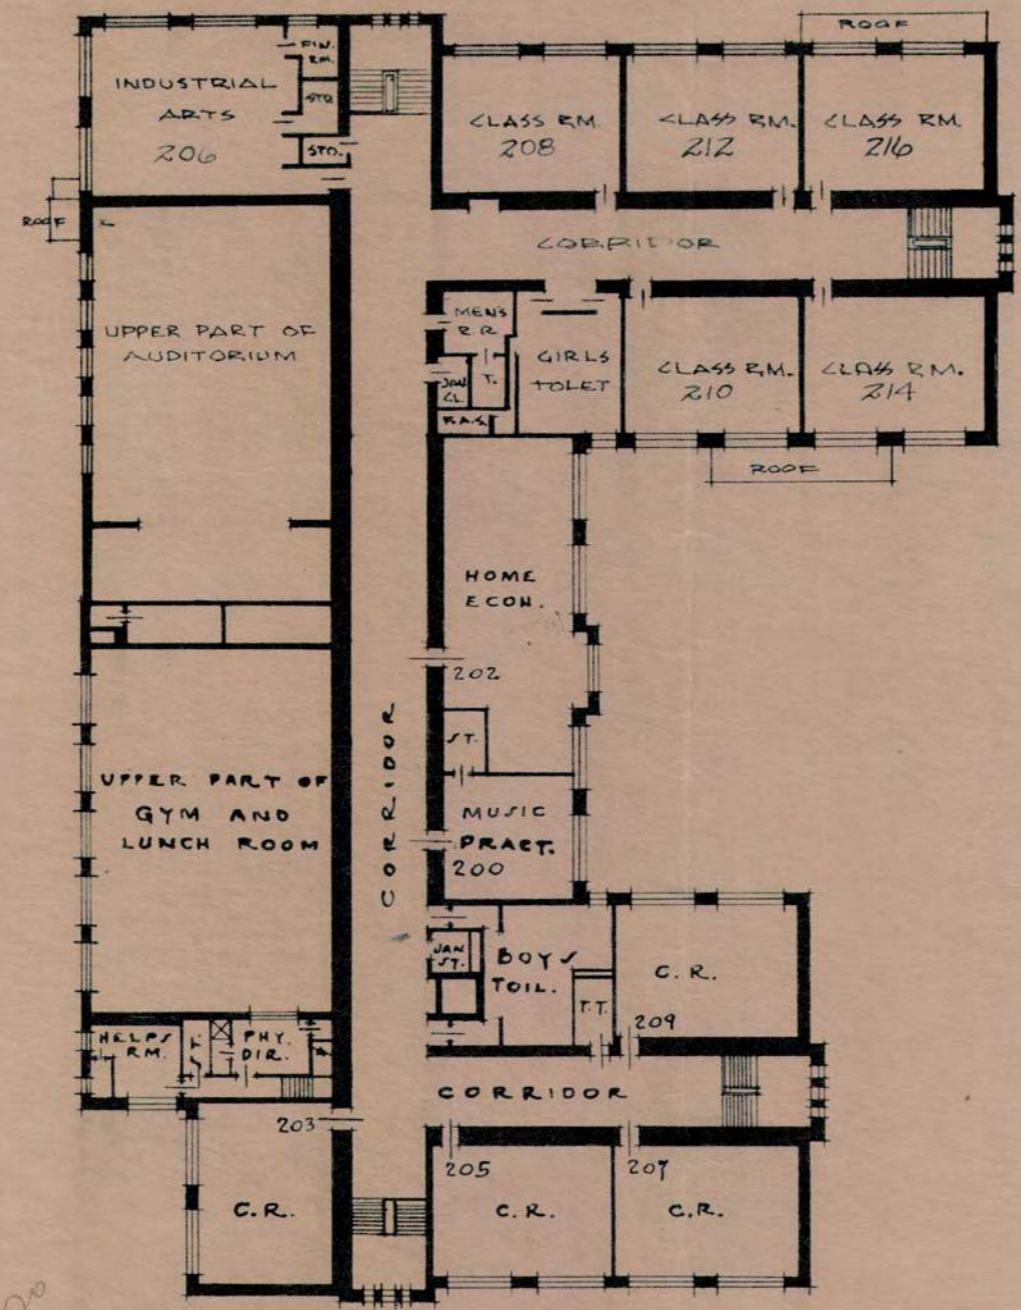 ROOF
FIN.
RM.
INDUSTRIAL
ARTS
206
STO.
STO.
CLASS RM.
208
CLASS RM.
212
CLASS RM.
216
ROOF
CORRIDOR
UPPER PART OF
AUDITORIUM
MEN'S
R R
JAN
CL.
T.
GIRLS
TOLET
CLASS RM.
210
CLASS RM.
214
ROOF
HOME
ECON.
202
ST.
CORRIDOR
UPPER PART OF
GYM AND
LUNCH ROOM
MUSIC
PRACT.
200
JAN
ST.
BOYS
TOIL.
T.T.
C.R.
209
HELPS
RM.
ST.
PHY.
DIR.
CORRIDOR
203
205
207
C.R.
C.R.
C.R.